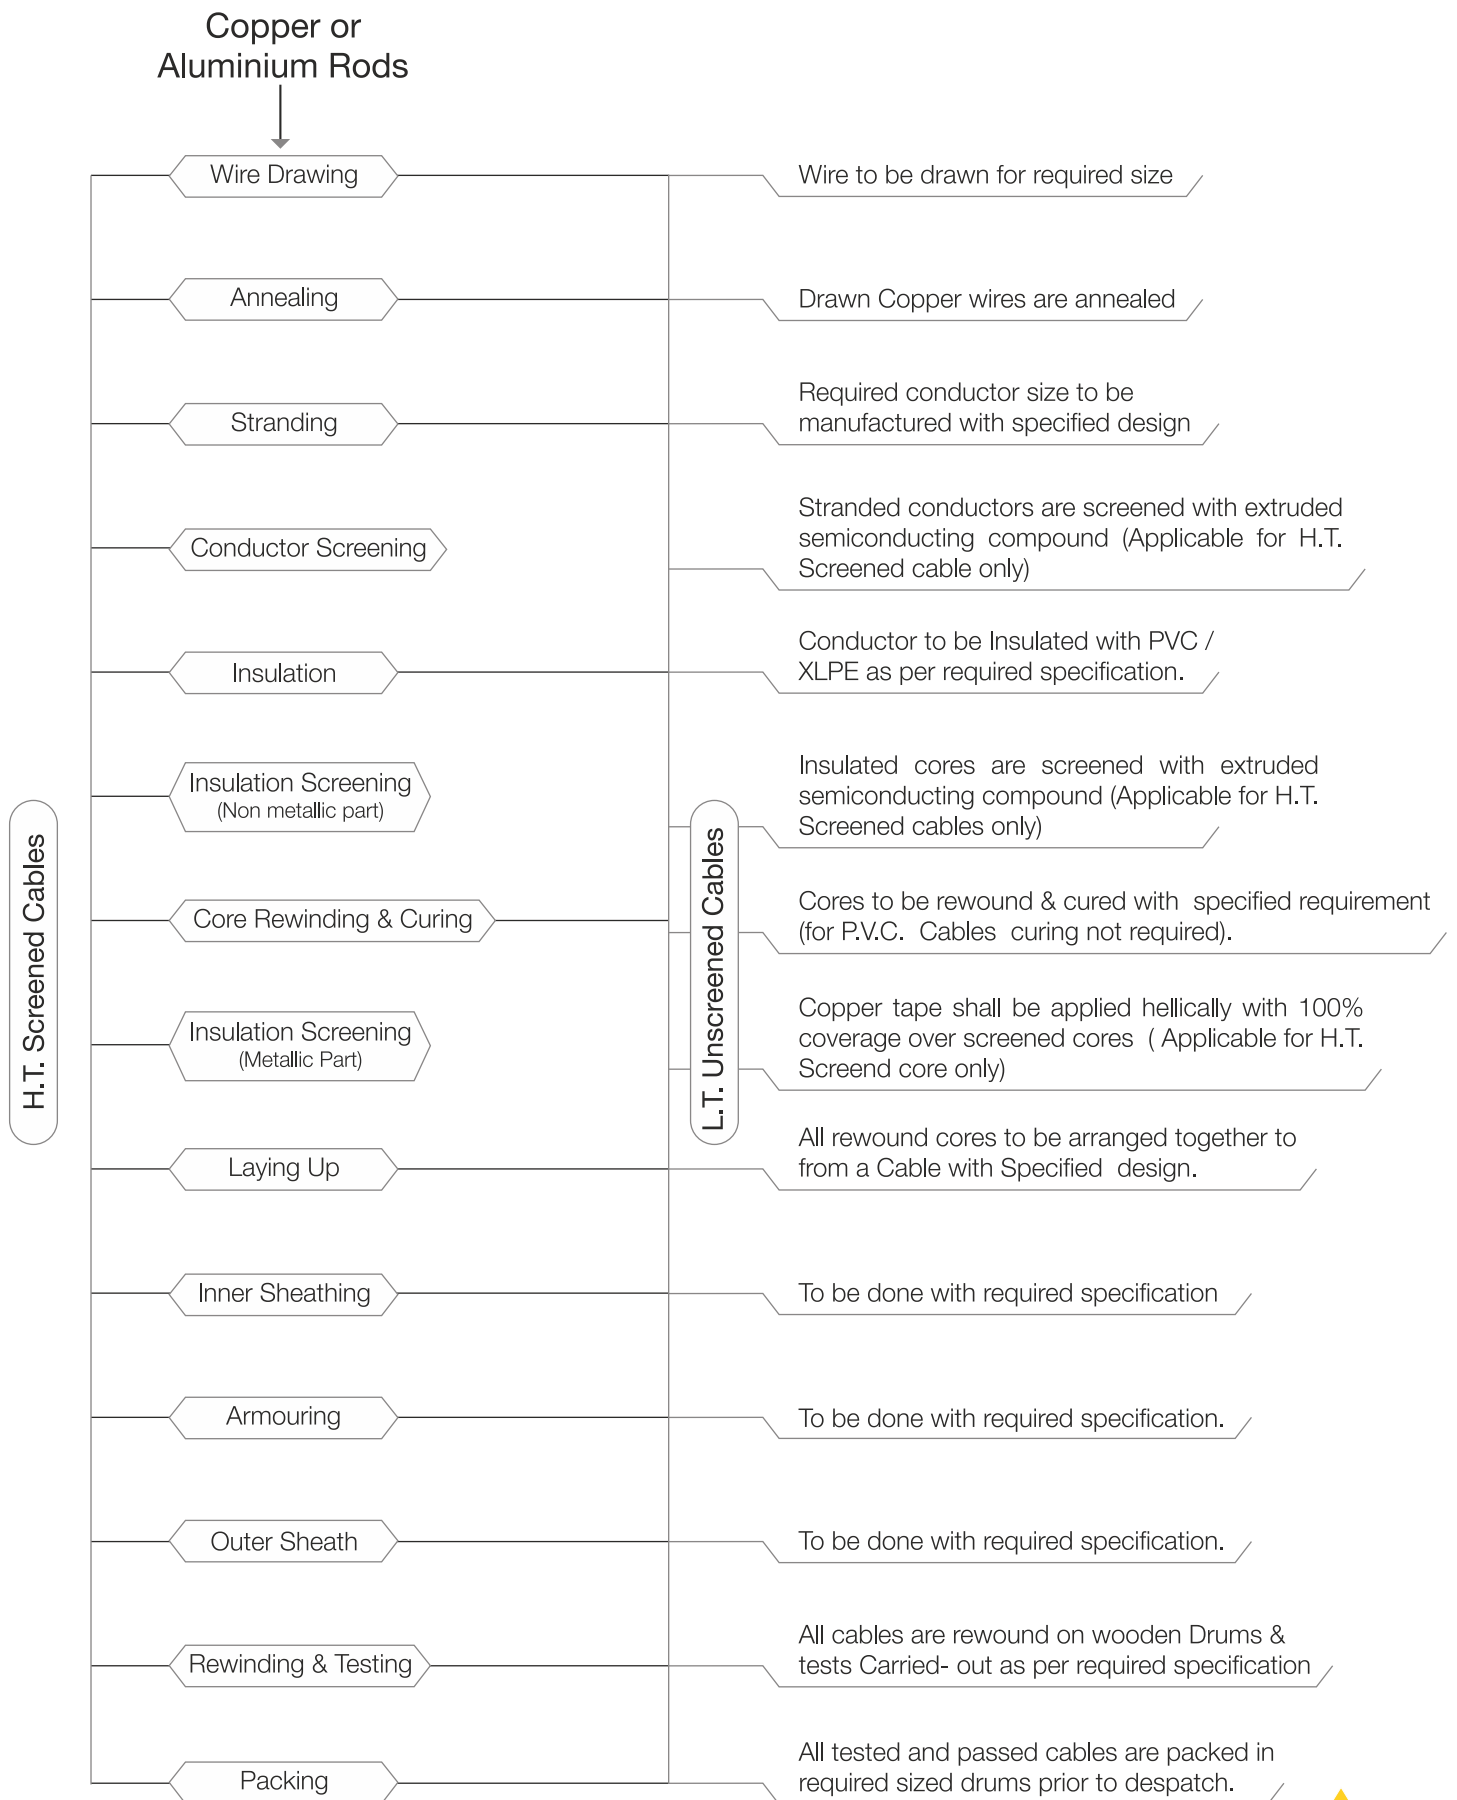 Copper or
Aluminium Rods
Wire Drawing
Wire to be drawn for required size
Annealing
Drawn Copper wires are annealed
Stranding
Required conductor size to be
manufactured with specified design
Conductor Screening
Stranded conductors are screened with extruded
semiconducting compound (Applicable for H.T.
Screened cable only)
Insulation
Conductor to be Insulated with PVC /
XLPE as per required specification.
Insulation Screening
(Non metallic part)
Insulated cores are screened with extruded
semiconducting compound (Applicable for H.T.
Screened cables only)
H.T. Screened Cables
L.T. Unscreened Cables
Core Rewinding & Curing
Cores to be rewound & cured with specified requirement
(for P.V.C. Cables curing not required).
Insulation Screening
(Metallic Part)
Copper tape shall be applied hellically with 100%
coverage over screened cores ( Applicable for H.T.
Screend core only)
Laying Up
All rewound cores to be arranged together to
from a Cable with Specified design.
Inner Sheathing
To be done with required specification
Armouring
To be done with required specification.
Outer Sheath
To be done with required specification.
Rewinding & Testing
All cables are rewound on wooden Drums &
tests Carried- out as per required specification
Packing
All tested and passed cables are packed in
required sized drums prior to despatch.